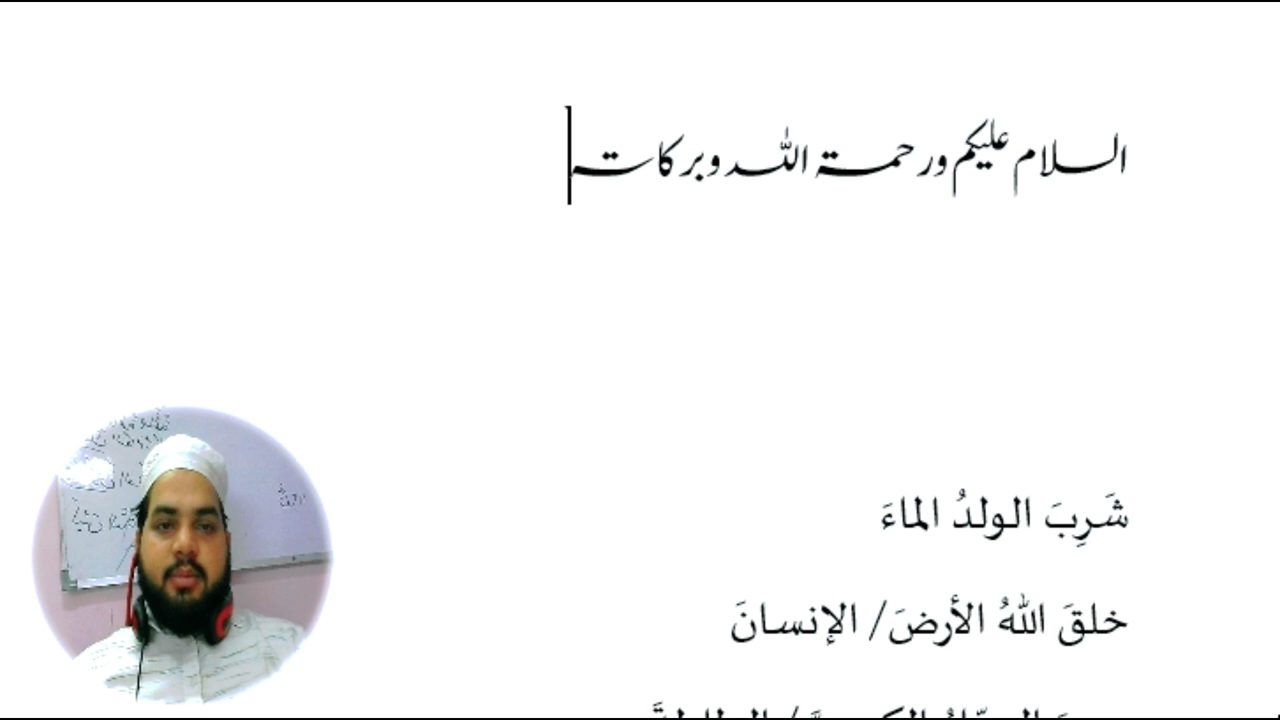 السلام علیکم ورحمۃ اللہ وبرکاتہ
شَرِبَ الولدُ الماءَ
خلقَ اللهُ الأرضَ/ الإنسانَ